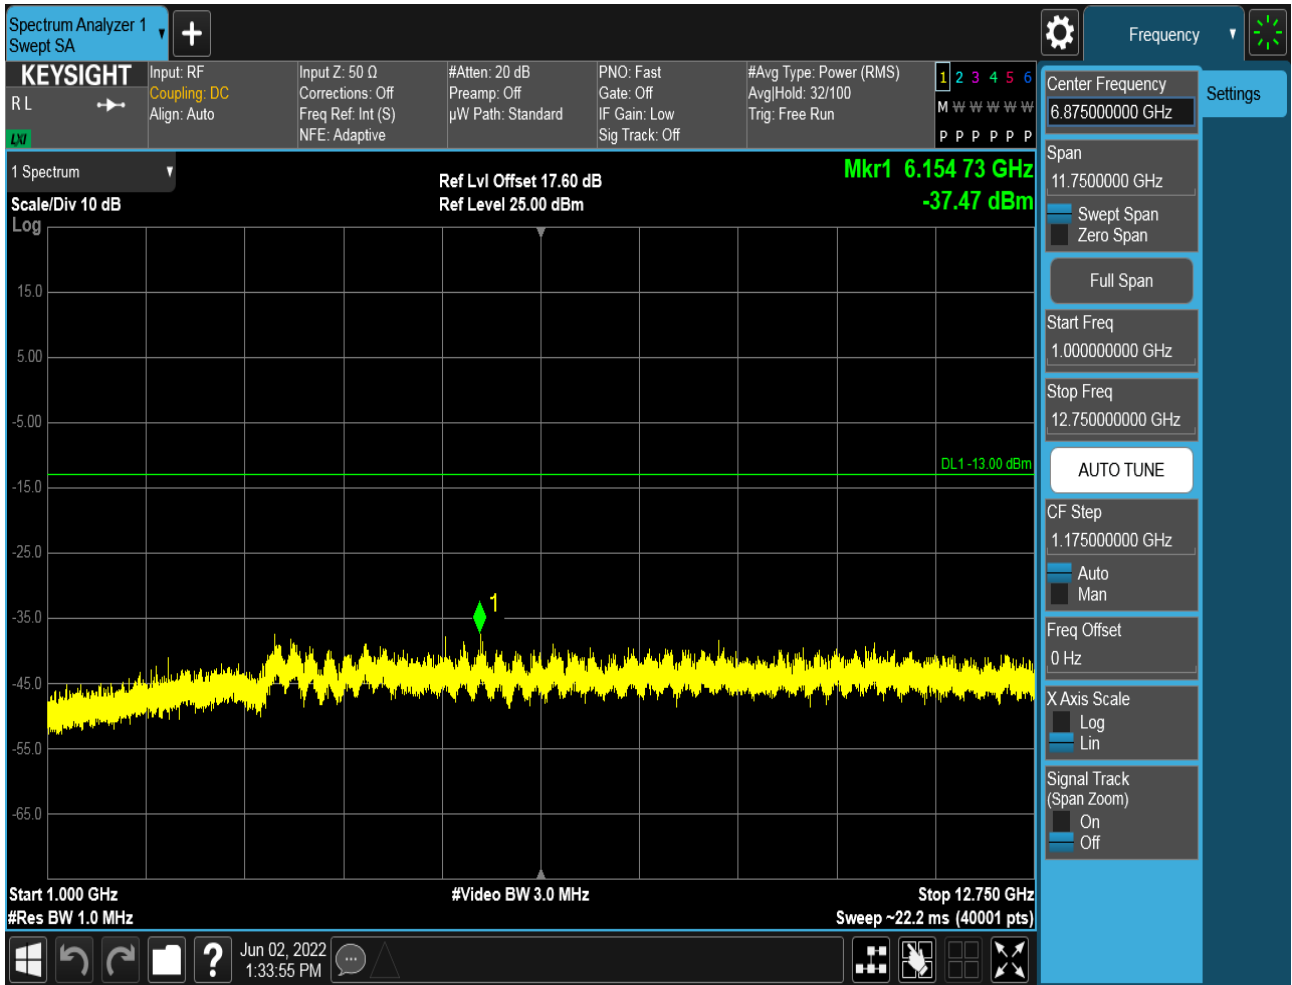 Spectrum Analyzer 1
Swept SA
Frequency
KEYSIGHT
R L
LXI
Input: RF
Coupling: DC
Align: Auto
Input Z: 50 Ω
Corrections: Off
Freq Ref: Int (S)
NFE: Adaptive
#Atten: 20 dB
Preamp: Off
µW Path: Standard
PNO: Fast
Gate: Off
IF Gain: Low
Sig Track: Off
#Avg Type: Power (RMS)
Avg|Hold: 32/100
Trig: Free Run
1 2 3 4 5 6
M W W W W W
P P P P P P
1 Spectrum
Scale/Div 10 dB
Log
Ref Lvl Offset 17.60 dB
Ref Level 25.00 dBm
Mkr1 6.154 73 GHz
-37.47 dBm
15.0
5.00
-5.00
DL1 -13.00 dBm
-15.0
-25.0
1
-35.0
-45.0
-55.0
-65.0
Start 1.000 GHz
#Res BW 1.0 MHz
#Video BW 3.0 MHz
Stop 12.750 GHz
Sweep ~22.2 ms (40001 pts)
?
Jun 02, 2022
1:33:55 PM
Center Frequency
6.875000000 GHz
Settings
Span
11.7500000 GHz
Swept Span
Zero Span
Full Span
Start Freq
1.000000000 GHz
Stop Freq
12.750000000 GHz
AUTO TUNE
CF Step
1.175000000 GHz
Auto
Man
Freq Offset
0 Hz
X Axis Scale
Log
Lin
Signal Track
(Span Zoom)
On
Off